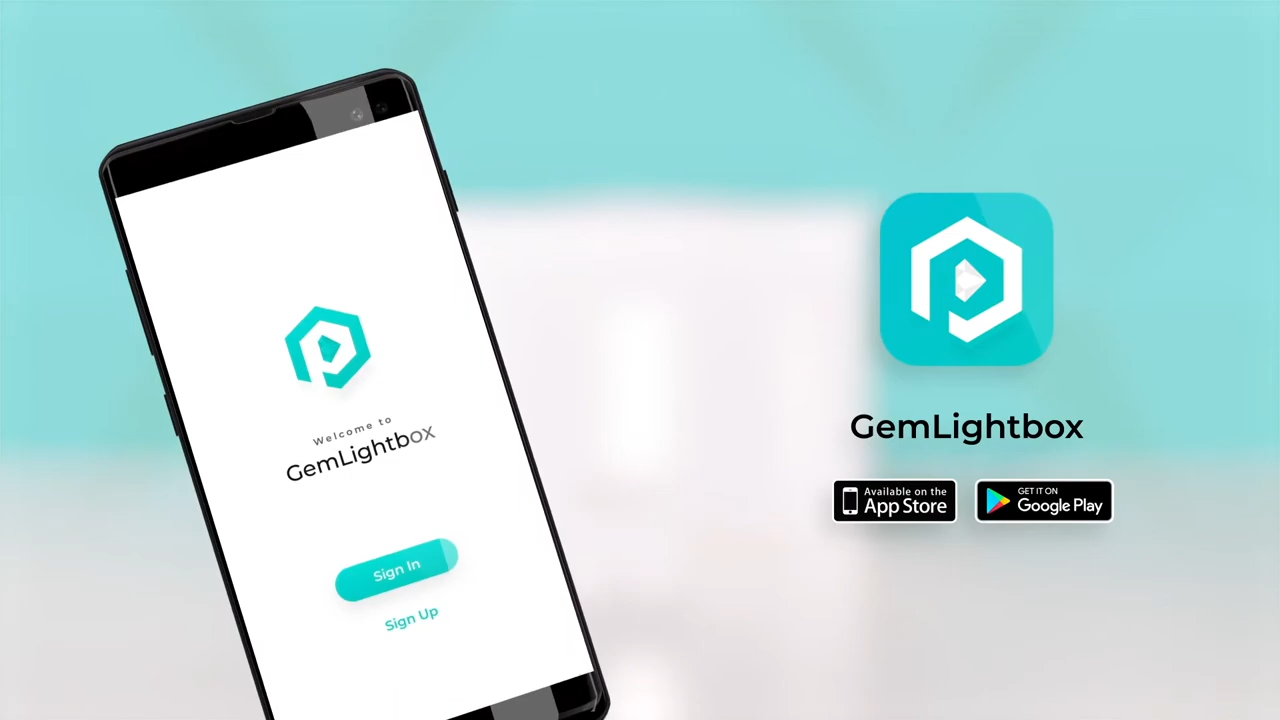 Welcome to
GemLightbox
Sign In
Sign Up
GemLightbox
Available on the
App Store
GET IT ON
Google Play